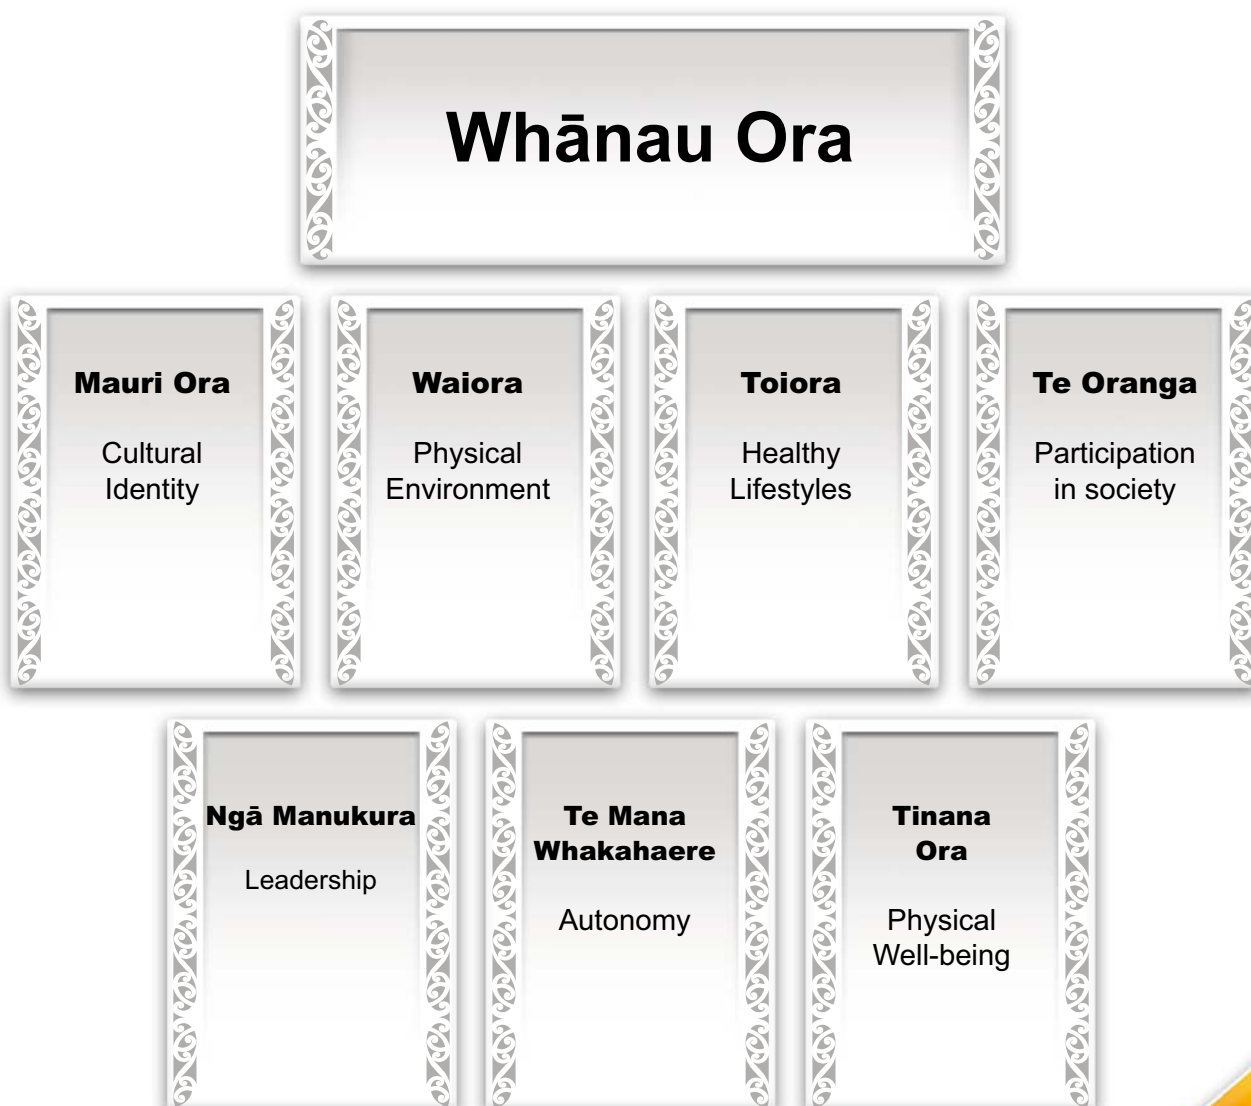 Whānau Ora
Mauri Ora
Cultural
Identity
Waiora
Physical
Environment
Toiora
Healthy
Lifestyles
Te Oranga
Participation
in society
Ngā Manukura
Leadership
Te Mana
Whakahaere
Autonomy
Tinana
Ora
Physical
Well-being